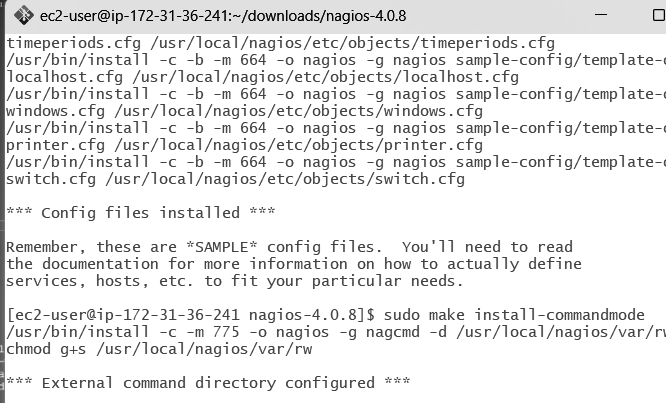 ec2-user@ip-172-31-36-241:~/downloads/nagios-4.0.8
timeperiods.cfg /usr/local/nagios/etc/objects/timeperiods.cfg
/usr/bin/install -c -b -m 664 -o nagios -g nagios sample-config/template-
localhost.cfg /usr/local/nagios/etc/objects/localhost.cfg
/usr/bin/install -c -b -m 664 -o nagios -g nagios sample-config/template-
windows.cfg /usr/local/nagios/etc/objects/windows.cfg
/usr/bin/install -c -b -m 664 -o nagios -g nagios sample-config/template-
printer.cfg /usr/local/nagios/etc/objects/printer.cfg
/usr/bin/install -c -b -m 664 -o nagios -g nagios sample-config/template-
switch.cfg /usr/local/nagios/etc/objects/switch.cfg
*** Config files installed ***
Remember, these are *SAMPLE* config files.  You'll need to read
the documentation for more information on how to actually define
services, hosts, etc. to fit your particular needs.
[ec2-user@ip-172-31-36-241 nagios-4.0.8]$ sudo make install-commandmode
/usr/bin/install -c -m 775 -o nagios -g nagcmd -d /usr/local/nagios/var/rw
chmod g+s /usr/local/nagios/var/rw
*** External command directory configured ***